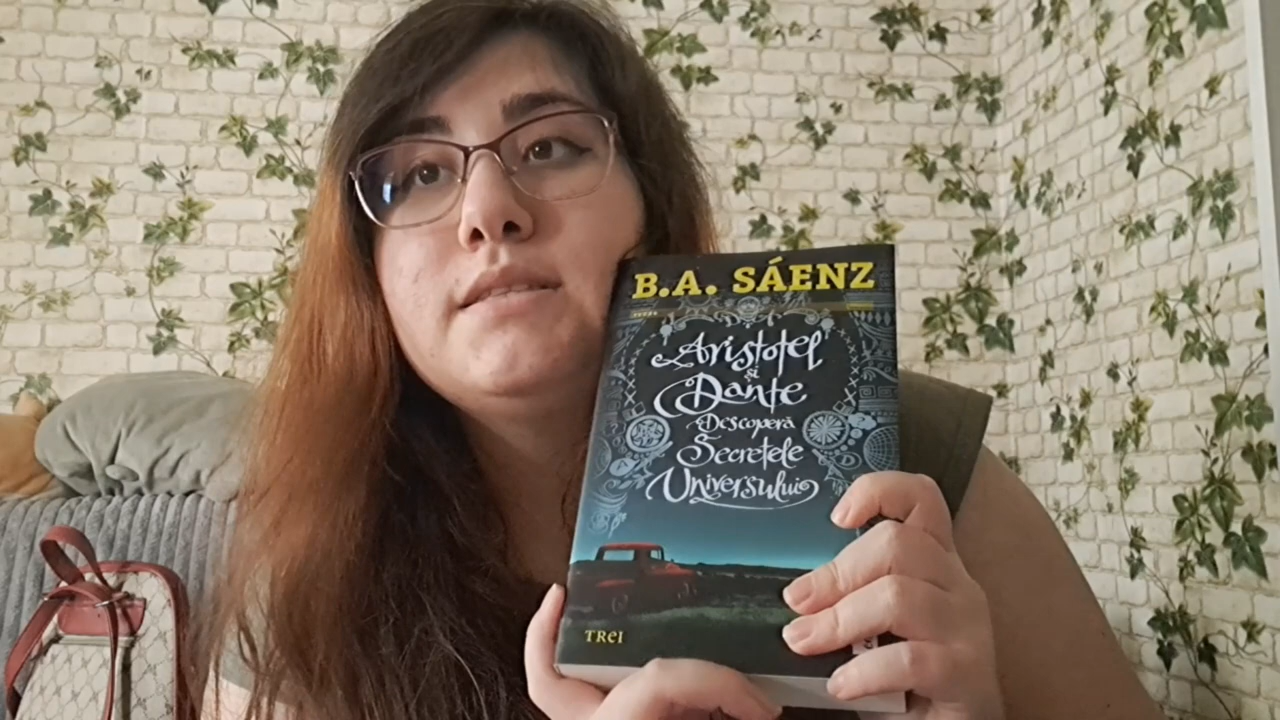 B.A. SÁENZ
Aristotel
și
Dante
Descoperă
Secretele
Universului
TREI